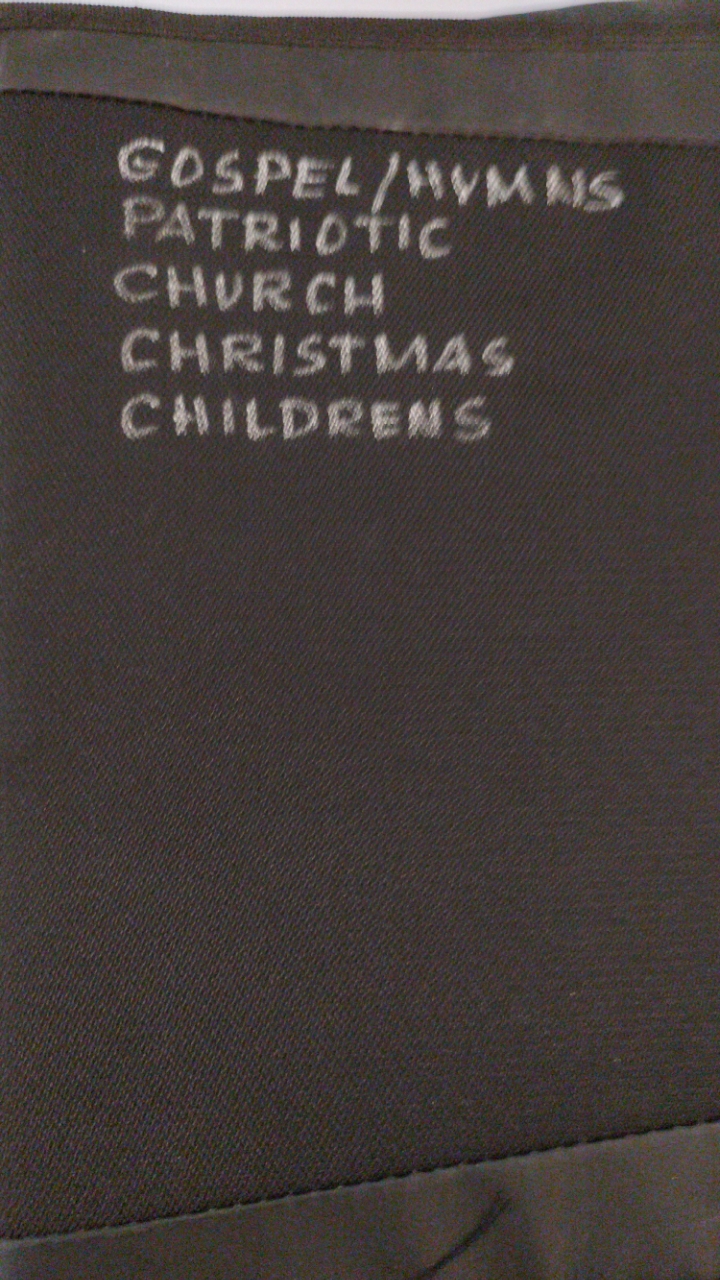 GOSPEL/HYMNS
PATRIOTIC
CHURCH
CHRISTMAS
CHILDRENS